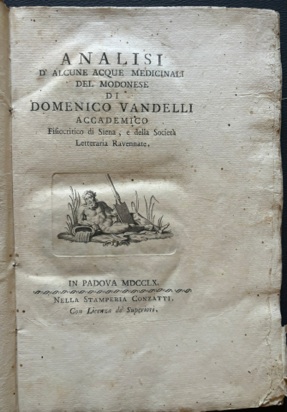 ANALISI
D' ALCUNE ACQUE MEDICINALI
DEL MODONESE
DI
DOMENICO VANDELLI
ACCADEMICO
Fisiocritico di Siena, e della Società
Letteraria Ravennate.
IN PADOVA MDCCLX.
NELLA STAMPERIA CONZATTI.
Con Licenza de' Superiori.